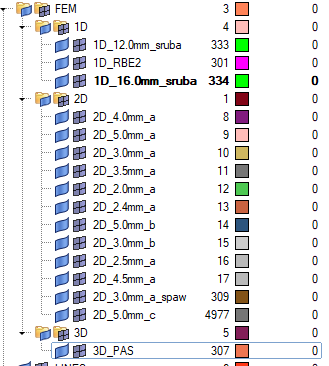 FEM 3 0
1D 4 0
1D_12.0mm_sruba 333 0
1D_RBE2 301 0
1D_16.0mm_sruba 334 0
2D 1 0
2D_4.0mm_a 8 0
2D_5.0mm_a 9 0
2D_3.0mm_a 10 0
2D_3.5mm_a 11 0
2D_2.0mm_a 12 0
2D_2.4mm_a 13 0
2D_5.0mm_b 14 0
2D_3.0mm_b 15 0
2D_2.5mm_a 16 0
2D_4.5mm_a 17 0
2D_3.0mm_a_spaw 309 0
2D_5.0mm_c 4977 0
3D 5 0
3D_PAS 307 0